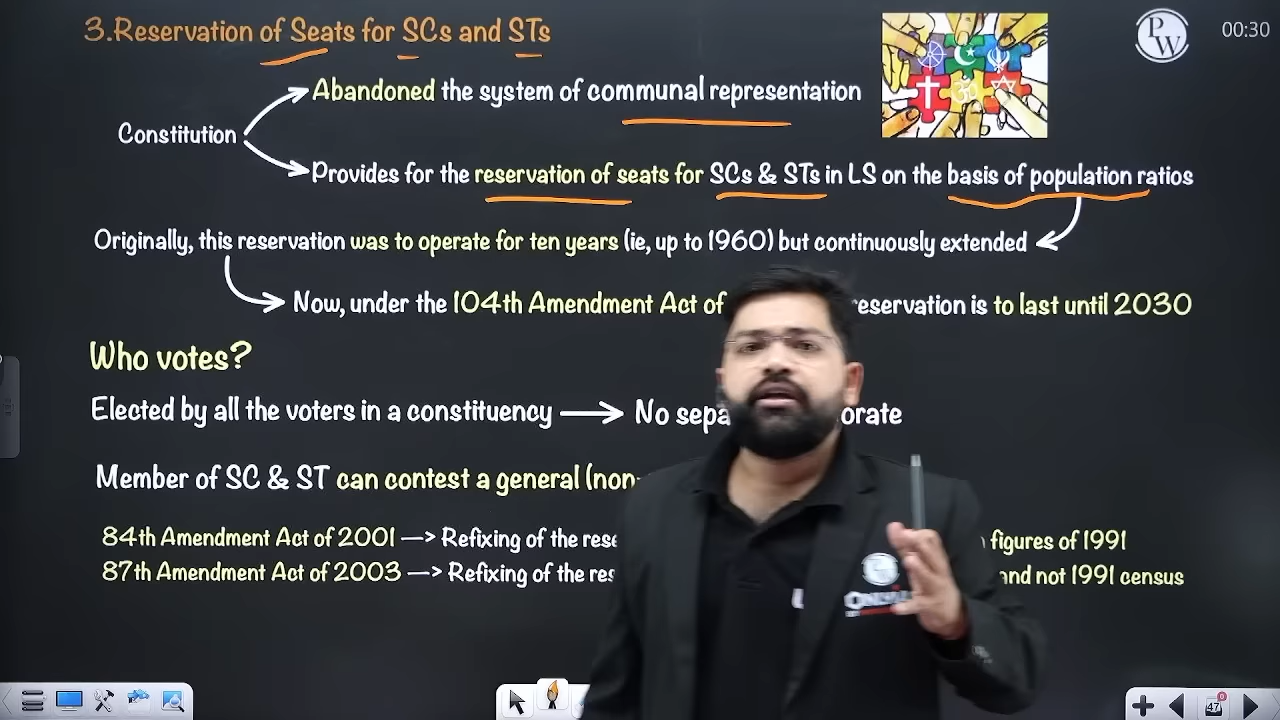 3.Reservation of Seats for SCs and STs
PW
00:30
Abandoned the system of communal representation
Constitution
Provides for the reservation of seats for SCs & STs in LS on the basis of population ratios
Originally, this reservation was to operate for ten years (ie, up to 1960) but continuously extended
Now, under the 104th Amendment Act of eservation is to last until 2030
Who votes?
Elected by all the voters in a constituency No sepa orate
Member of SC & ST can contest a general (non-
84th Amendment Act of 2001 —> Refixing of the rese figures of 1991
87th Amendment Act of 2003 —> Refixing of the res and not 1991 census
47